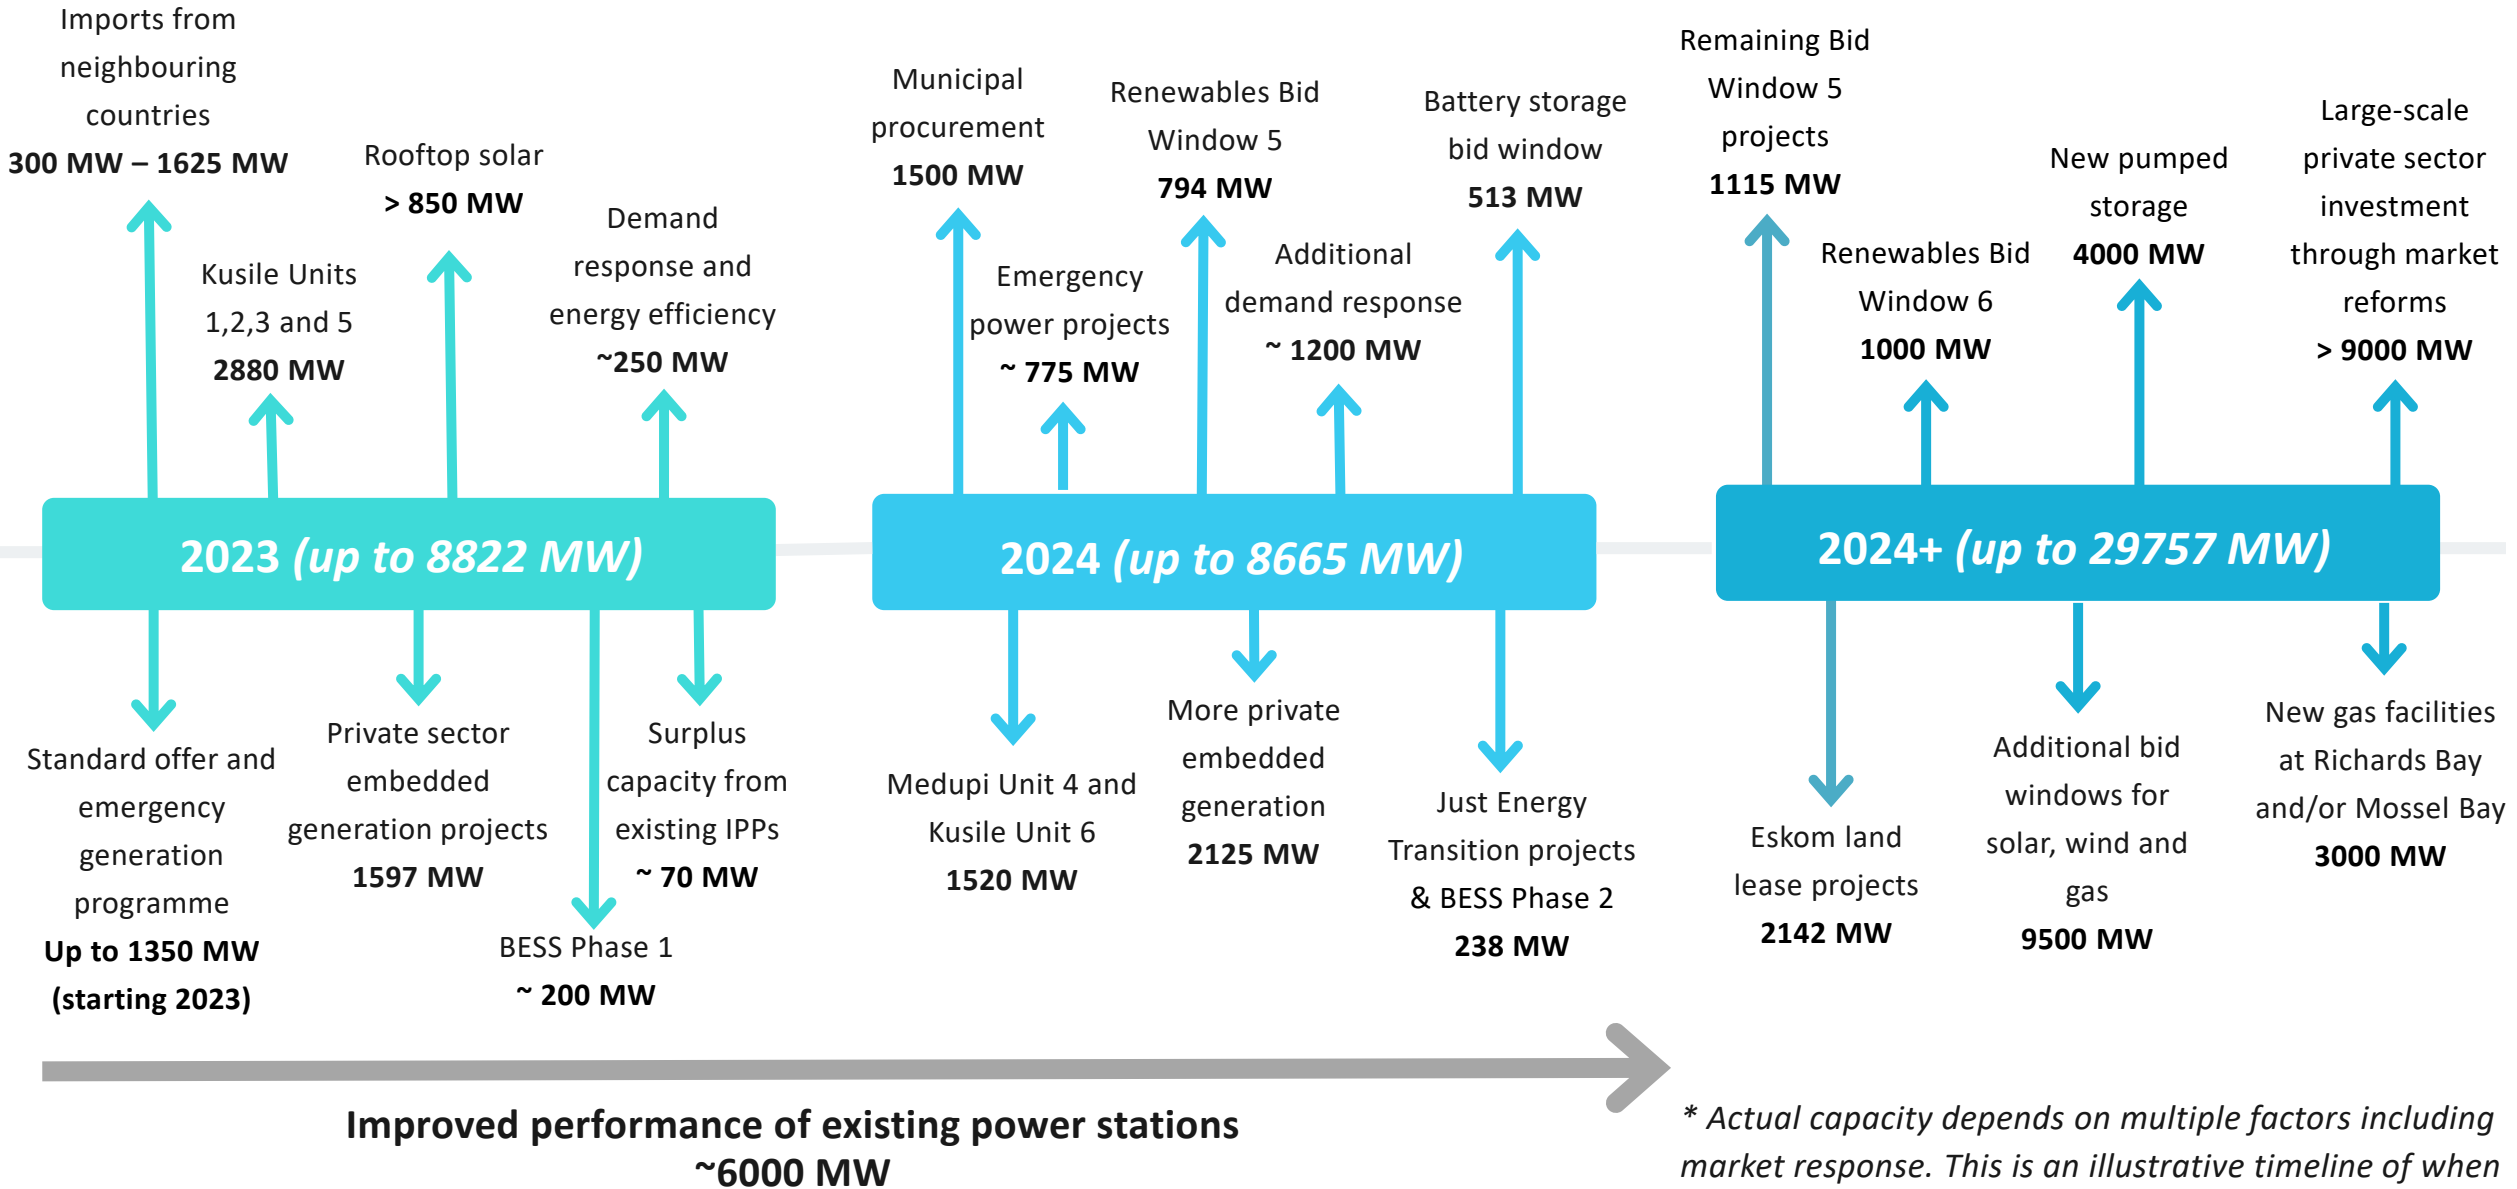 Imports from
neighbouring
countries
300 MW – 1625 MW
Kusile Units
1,2,3 and 5
2880 MW
Rooftop solar
> 850 MW
Demand
response and
energy efficiency
~250 MW
Municipal
procurement
1500 MW
Emergency
power projects
~ 775 MW
Renewables Bid
Window 5
794 MW
Additional
demand response
~ 1200 MW
Battery storage
bid window
513 MW
Remaining Bid
Window 5
projects
1115 MW
Renewables Bid
Window 6
1000 MW
New pumped
storage
4000 MW
Large-scale
private sector
investment
through market
reforms
> 9000 MW
2023 (up to 8822 MW)
2024 (up to 8665 MW)
2024+ (up to 29757 MW)
Standard offer and
emergency
generation
programme
Up to 1350 MW
(starting 2023)
Private sector
embedded
generation projects
1597 MW
BESS Phase 1
~ 200 MW
Surplus
capacity from
existing IPPs
~ 70 MW
Medupi Unit 4 and
Kusile Unit 6
1520 MW
More private
embedded
generation
2125 MW
Just Energy
Transition projects
& BESS Phase 2
238 MW
Eskom land
lease projects
2142 MW
Additional bid
windows for
solar, wind and
gas
9500 MW
New gas facilities
at Richards Bay
and/or Mossel Bay
3000 MW
Improved performance of existing power stations
~6000 MW
* Actual capacity depends on multiple factors including
market response. This is an illustrative timeline of when